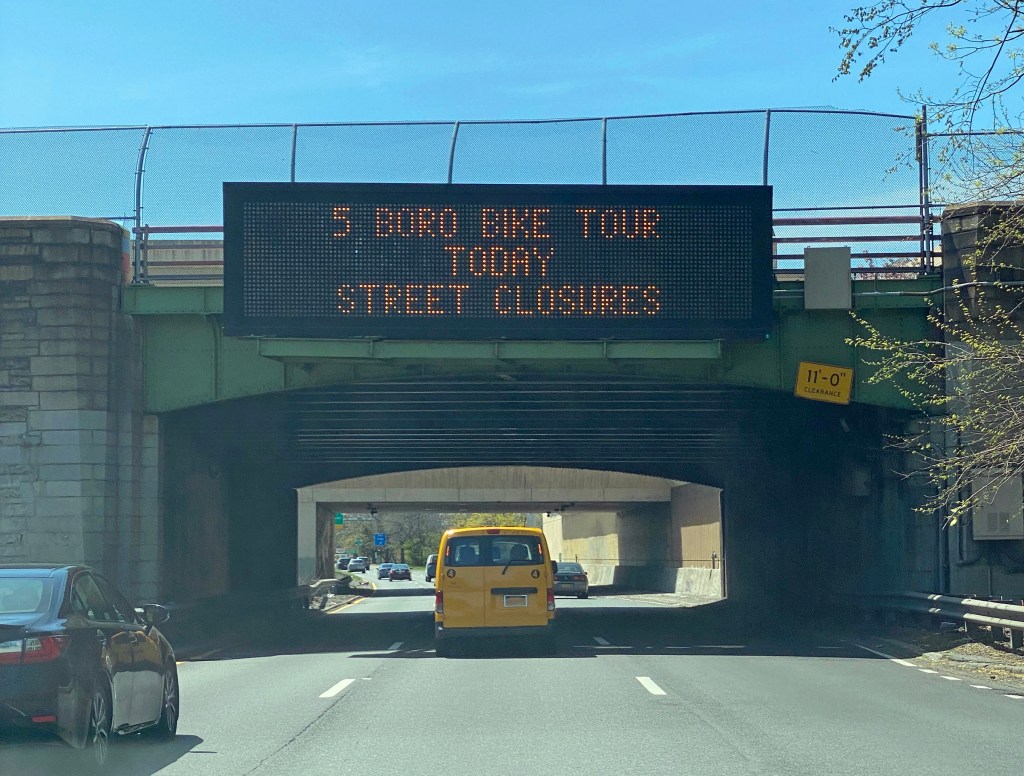 5 BORO BIKE TOUR
TODAY
STREET CLOSURES
11'-0"
CLEARANCE